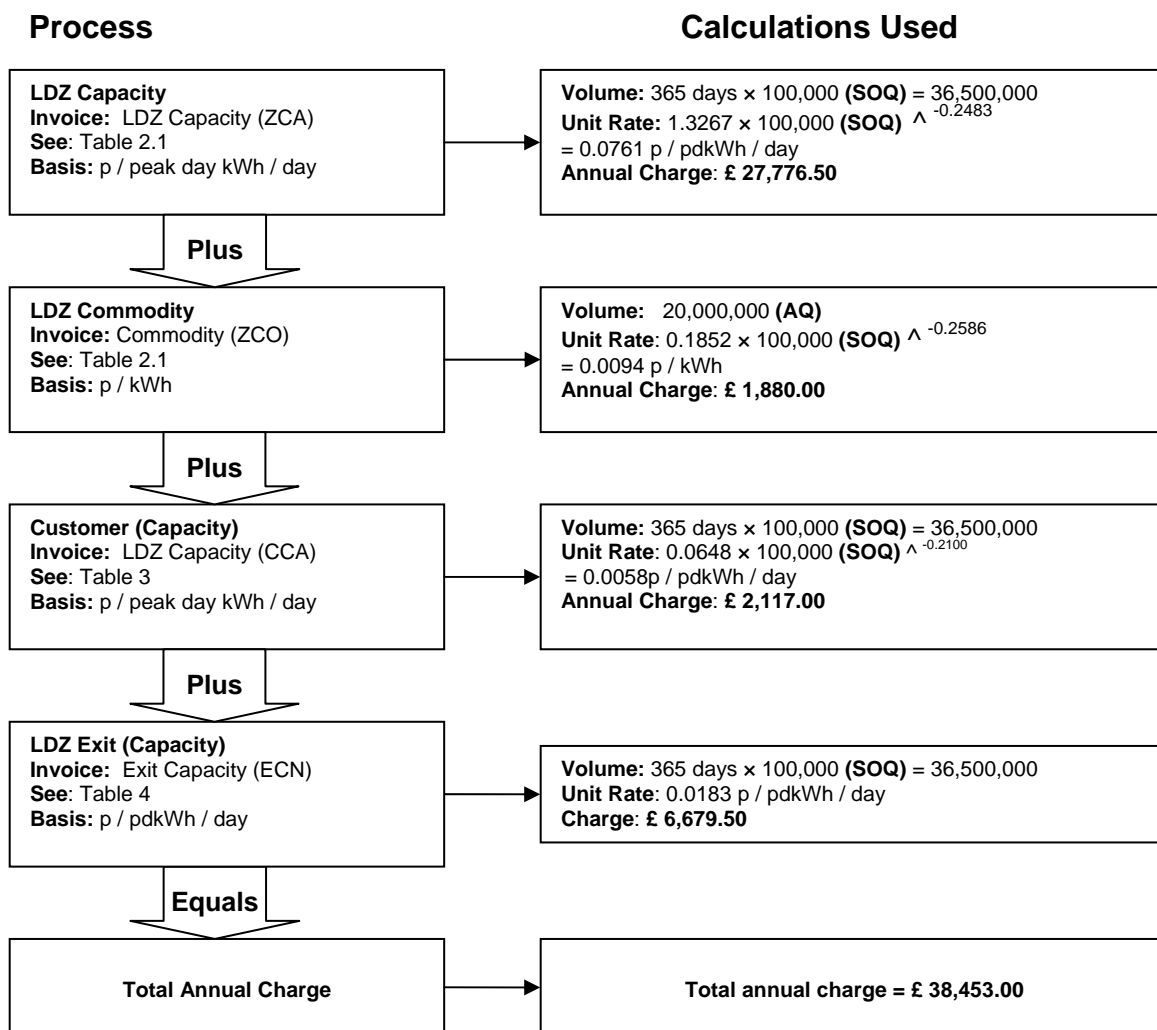 Process
Calculations Used
LDZ Capacity
Invoice: LDZ Capacity (ZCA)
See: Table 2.1
Basis: p / peak day kWh / day
Volume: 365 days × 100,000 (SOQ) = 36,500,000
Unit Rate: 1.3267 × 100,000 (SOQ) ^ -0.2483
= 0.0761 p / pdkWh / day
Annual Charge: £ 27,776.50
Plus
LDZ Commodity
Invoice: Commodity (ZCO)
See: Table 2.1
Basis: p / kWh
Volume: 20,000,000 (AQ)
Unit Rate: 0.1852 × 100,000 (SOQ) ^ -0.2586
= 0.0094 p / kWh
Annual Charge: £ 1,880.00
Plus
Customer (Capacity)
Invoice: LDZ Capacity (CCA)
See: Table 3
Basis: p / peak day kWh / day
Volume: 365 days × 100,000 (SOQ) = 36,500,000
Unit Rate: 0.0648 × 100,000 (SOQ) ^ -0.2100
= 0.0058p / pdkWh / day
Annual Charge: £ 2,117.00
Plus
LDZ Exit (Capacity)
Invoice: Exit Capacity (ECN)
See: Table 4
Basis: p / pdkWh / day
Volume: 365 days × 100,000 (SOQ) = 36,500,000
Unit Rate: 0.0183 p / pdkWh / day
Charge: £ 6,679.50
Equals
Total Annual Charge
Total annual charge = £ 38,453.00